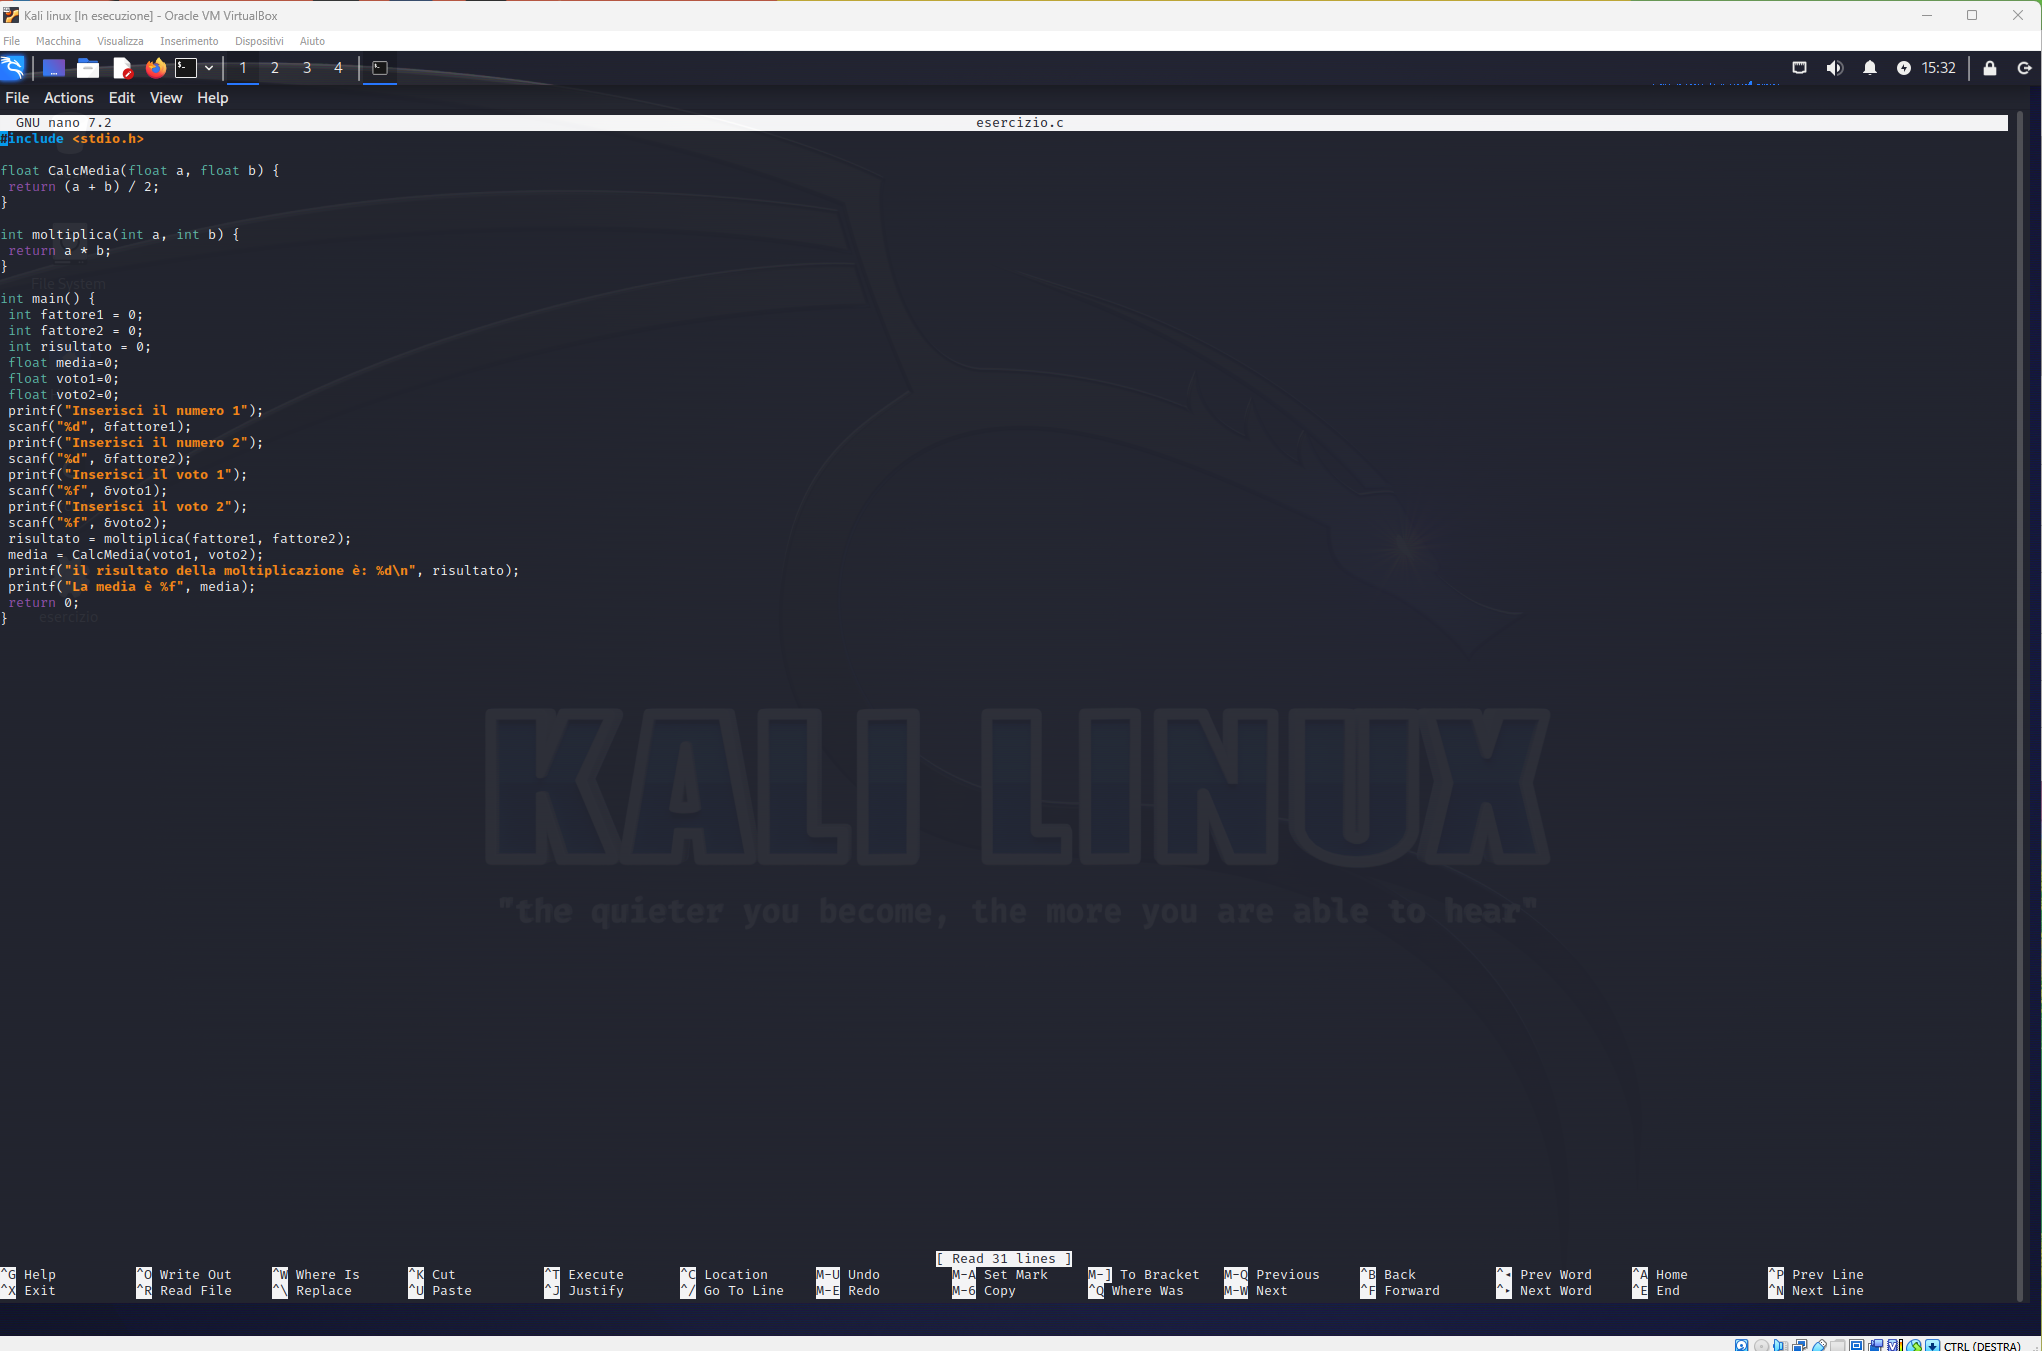 Kali linux [In esecuzione] - Oracle VM VirtualBox
File Macchina Visualizza Inserimento Dispositivi Aiuto
1 2 3 4 15:32
File Actions Edit View Help
GNU nano 7.2 esercizio.c
#include <stdio.h>
float CalcMedia(float a, float b) {
return (a + b) / 2;
}
int moltiplica(int a, int b) {
return a * b;
}
File System
int main() {
int fattore1 = 0;
int fattore2 = 0;
int risultato = 0;
float media=0;
float voto1=0;
float voto2=0;
printf("Inserisci il numero 1");
scanf("%d", &fattore1);
printf("Inserisci il numero 2");
scanf("%d", &fattore2);
printf("Inserisci il voto 1");
scanf("%f", &voto1);
printf("Inserisci il voto 2");
scanf("%f", &voto2);
risultato = moltiplica(fattore1, fattore2);
media = CalcMedia(voto1, voto2);
printf("il risultato della moltiplicazione è: %d\n", risultato);
printf("La media è %f", media);
return 0;
}
esercizio
KALI LINUX
"the quieter you become, the more you are able to hear"
[ Read 31 lines ]
^G Help ^O Write Out ^W Where Is ^K Cut ^T Execute ^C Location M-U Undo M-A Set Mark M-] To Bracket M-Q Previous ^B Back ^◂ Prev Word ^A Home ^P Prev Line
^X Exit ^R Read File ^\ Replace ^U Paste ^J Justify ^/ Go To Line M-E Redo M-6 Copy ^Q Where Was M-W Next ^F Forward ^▸ Next Word ^E End ^N Next Line
CTRL (DESTRA)